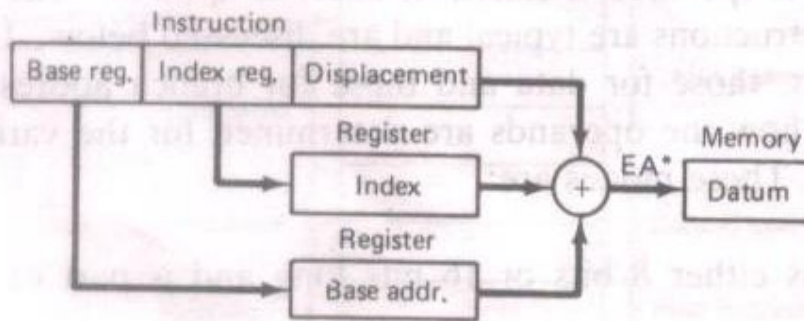 Instruction
Base reg. Index reg. Displacement
Register
Index
EA*
Memory
Datum
Register
Base addr.